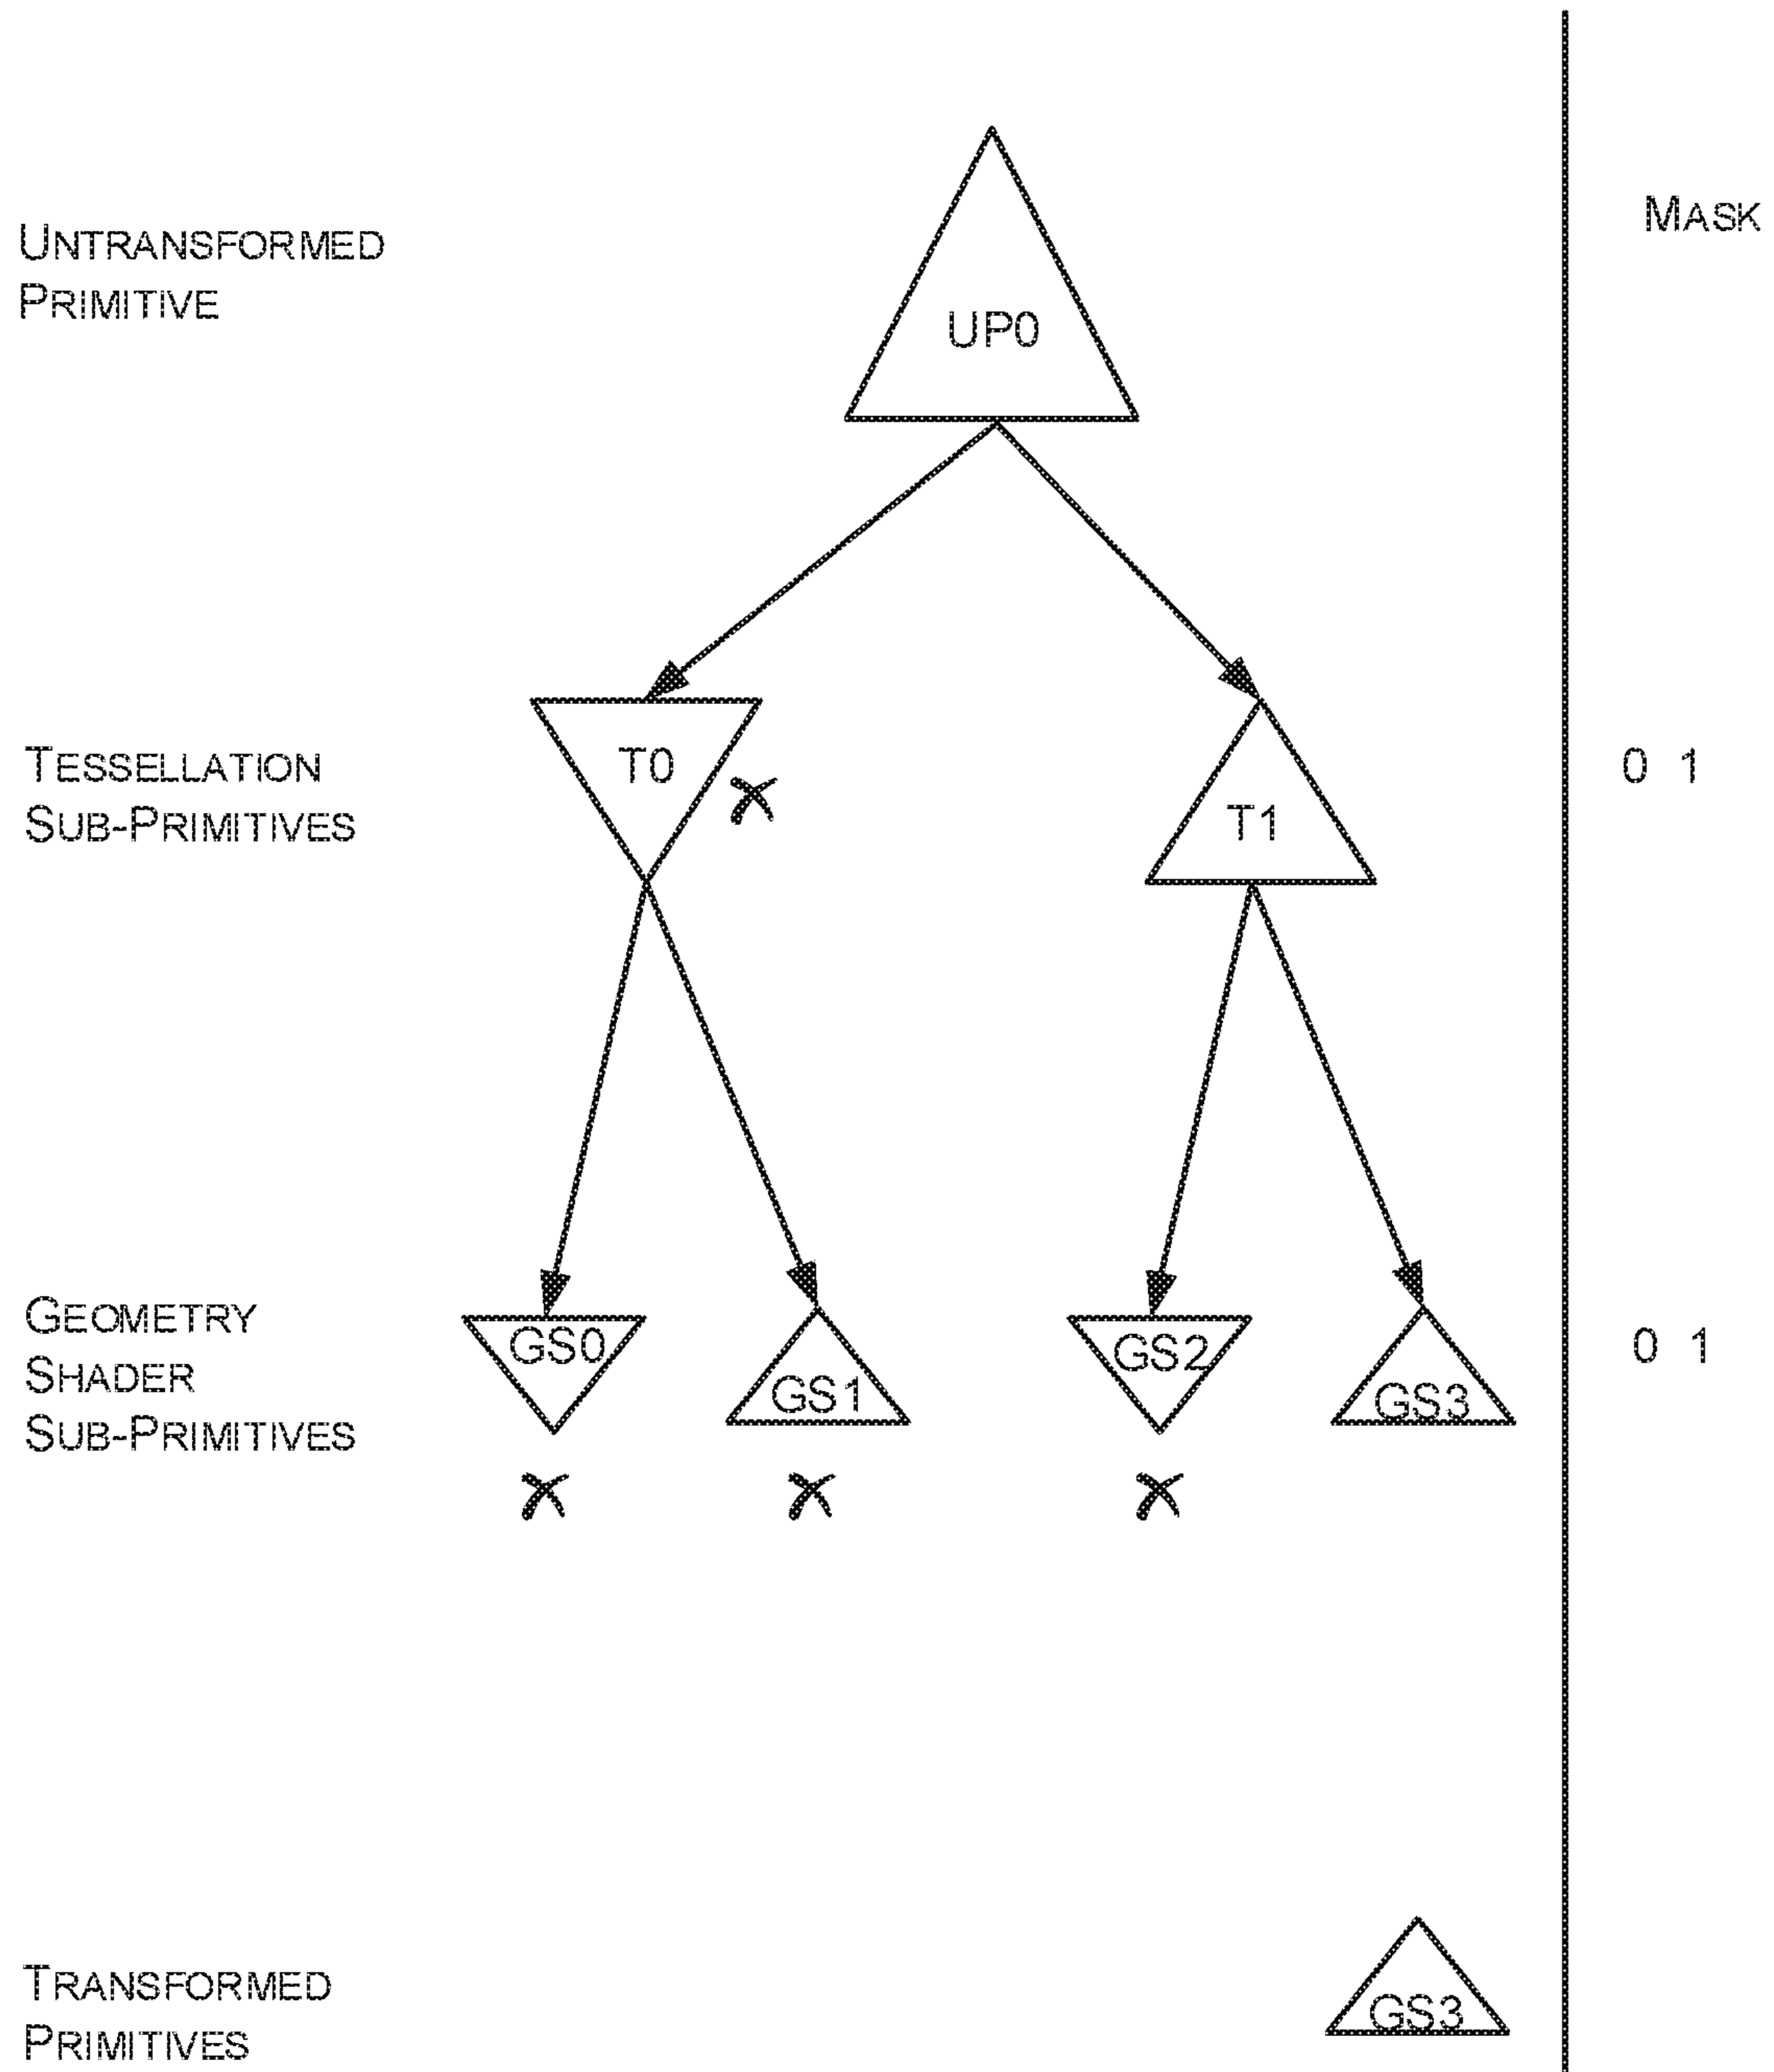 MASK
UNTRANSFORMED
PRIMITIVE
UP0
TESSELLATION
SUB-PRIMITIVES
T0
T1
0 1
GEOMETRY
SHADER
SUB-PRIMITIVES
GS0
GS1
GS2
GS3
0 1
TRANSFORMED
PRIMITIVES
GS3